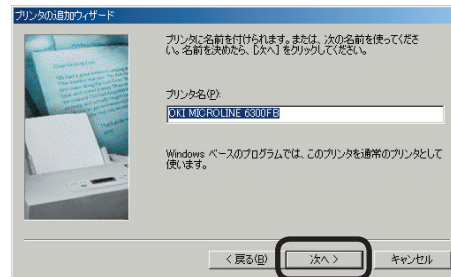 プリンタの追加ウィザード
プリンタに名前を付けられます。または、次の名前を使ってくださ
い。名前を決めたら、[次へ] をクリックしてください。
プリンタ名(P):
OKI MICROLINE 6300FB
Windows ベースのプログラムでは、このプリンタを通常のプリンタとして
使います。
< 戻る(B)
次へ >
キャンセル